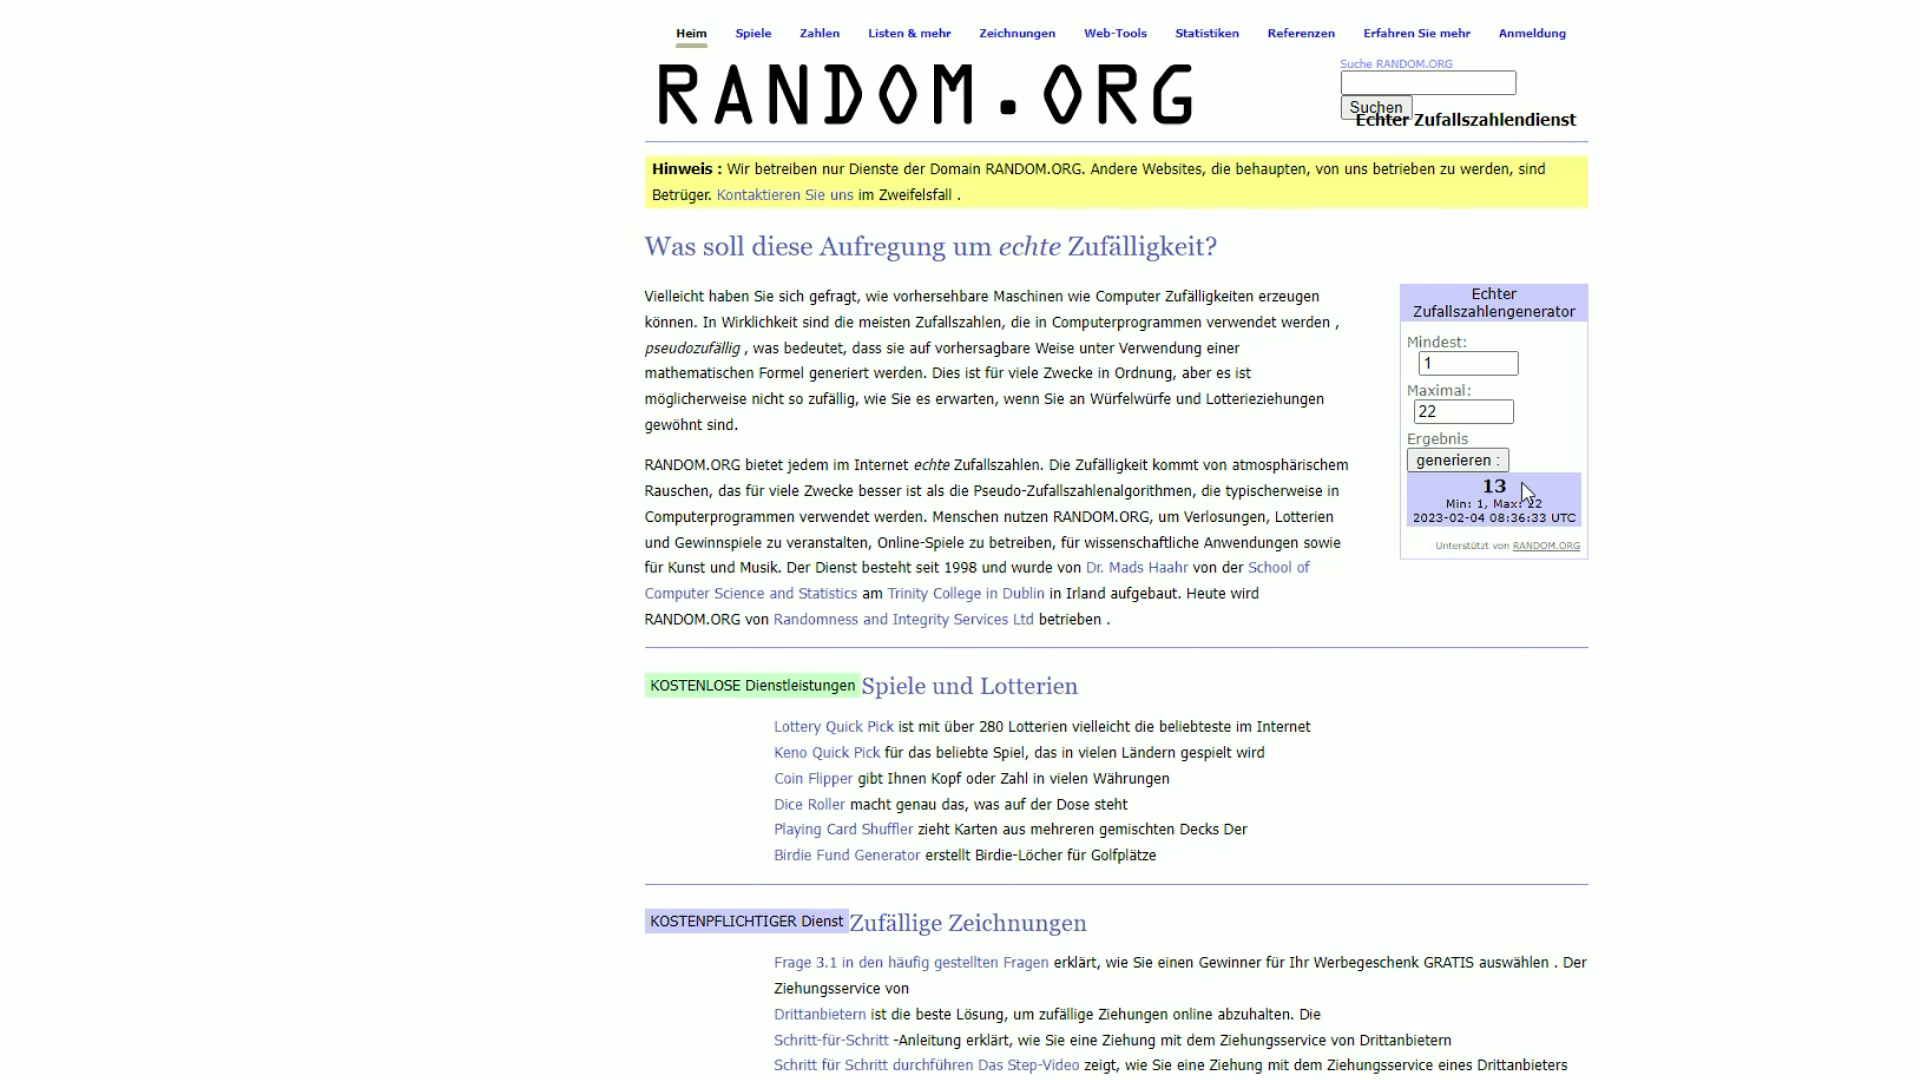 Heim Spiele Zahlen Listen & mehr Zeichnungen Web-Tools Statistiken Referenzen Erfahren Sie mehr Anmeldung
RANDOM.ORG
Suche RANDOM.ORG
Suchen
Echter Zufallszahlendienst
Hinweis : Wir betreiben nur Dienste der Domain RANDOM.ORG. Andere Websites, die behaupten, von uns betrieben zu werden, sind
Betrüger. Kontaktieren Sie uns im Zweifelsfall .
Was soll diese Aufregung um echte Zufälligkeit?
Vielleicht haben Sie sich gefragt, wie vorhersehbare Maschinen wie Computer Zufälligkeiten erzeugen
können. In Wirklichkeit sind die meisten Zufallszahlen, die in Computerprogrammen verwendet werden ,
pseudozufällig , was bedeutet, dass sie auf vorhersagbare Weise unter Verwendung einer
mathematischen Formel generiert werden. Dies ist für viele Zwecke in Ordnung, aber es ist
möglicherweise nicht so zufällig, wie Sie es erwarten, wenn Sie an Würfelwürfe und Lotterieziehungen
gewöhnt sind.
RANDOM.ORG bietet jedem im Internet echte Zufallszahlen. Die Zufälligkeit kommt von atmosphärischem
Rauschen, das für viele Zwecke besser ist als die Pseudo-Zufallszahlenalgorithmen, die typischerweise in
Computerprogrammen verwendet werden. Menschen nutzen RANDOM.ORG, um Verlosungen, Lotterien
und Gewinnspiele zu veranstalten, Online-Spiele zu betreiben, für wissenschaftliche Anwendungen sowie
für Kunst und Musik. Der Dienst besteht seit 1998 und wurde von Dr. Mads Haahr von der School of
Computer Science and Statistics am Trinity College in Dublin in Irland aufgebaut. Heute wird
RANDOM.ORG von Randomness and Integrity Services Ltd betrieben .
Echter
Zufallszahlengenerator
Mindest:
1
Maximal:
22
Ergebnis
generieren :
13
Min: 1, Max: 22
2023-02-04 08:36:33 UTC
Unterstützt von RANDOM.ORG
KOSTENLOSE Dienstleistungen Spiele und Lotterien
Lottery Quick Pick ist mit über 280 Lotterien vielleicht die beliebteste im Internet
Keno Quick Pick für das beliebte Spiel, das in vielen Ländern gespielt wird
Coin Flipper gibt Ihnen Kopf oder Zahl in vielen Währungen
Dice Roller macht genau das, was auf der Dose steht
Playing Card Shuffler zieht Karten aus mehreren gemischten Decks Der
Birdie Fund Generator erstellt Birdie-Löcher für Golfplätze
KOSTENPFLICHTIGER Dienst Zufällige Zeichnungen
Frage 3.1 in den häufig gestellten Fragen erklärt, wie Sie einen Gewinner für Ihr Werbegeschenk GRATIS auswählen . Der
Ziehungsservice von
Drittanbietern ist die beste Lösung, um zufällige Ziehungen online abzuhalten. Die
Schritt-für-Schritt -Anleitung erklärt, wie Sie eine Ziehung mit dem Ziehungsservice von Drittanbietern
Schritt für Schritt durchführen Das Step-Video zeigt, wie Sie eine Ziehung mit dem Ziehungsservice eines Drittanbieters